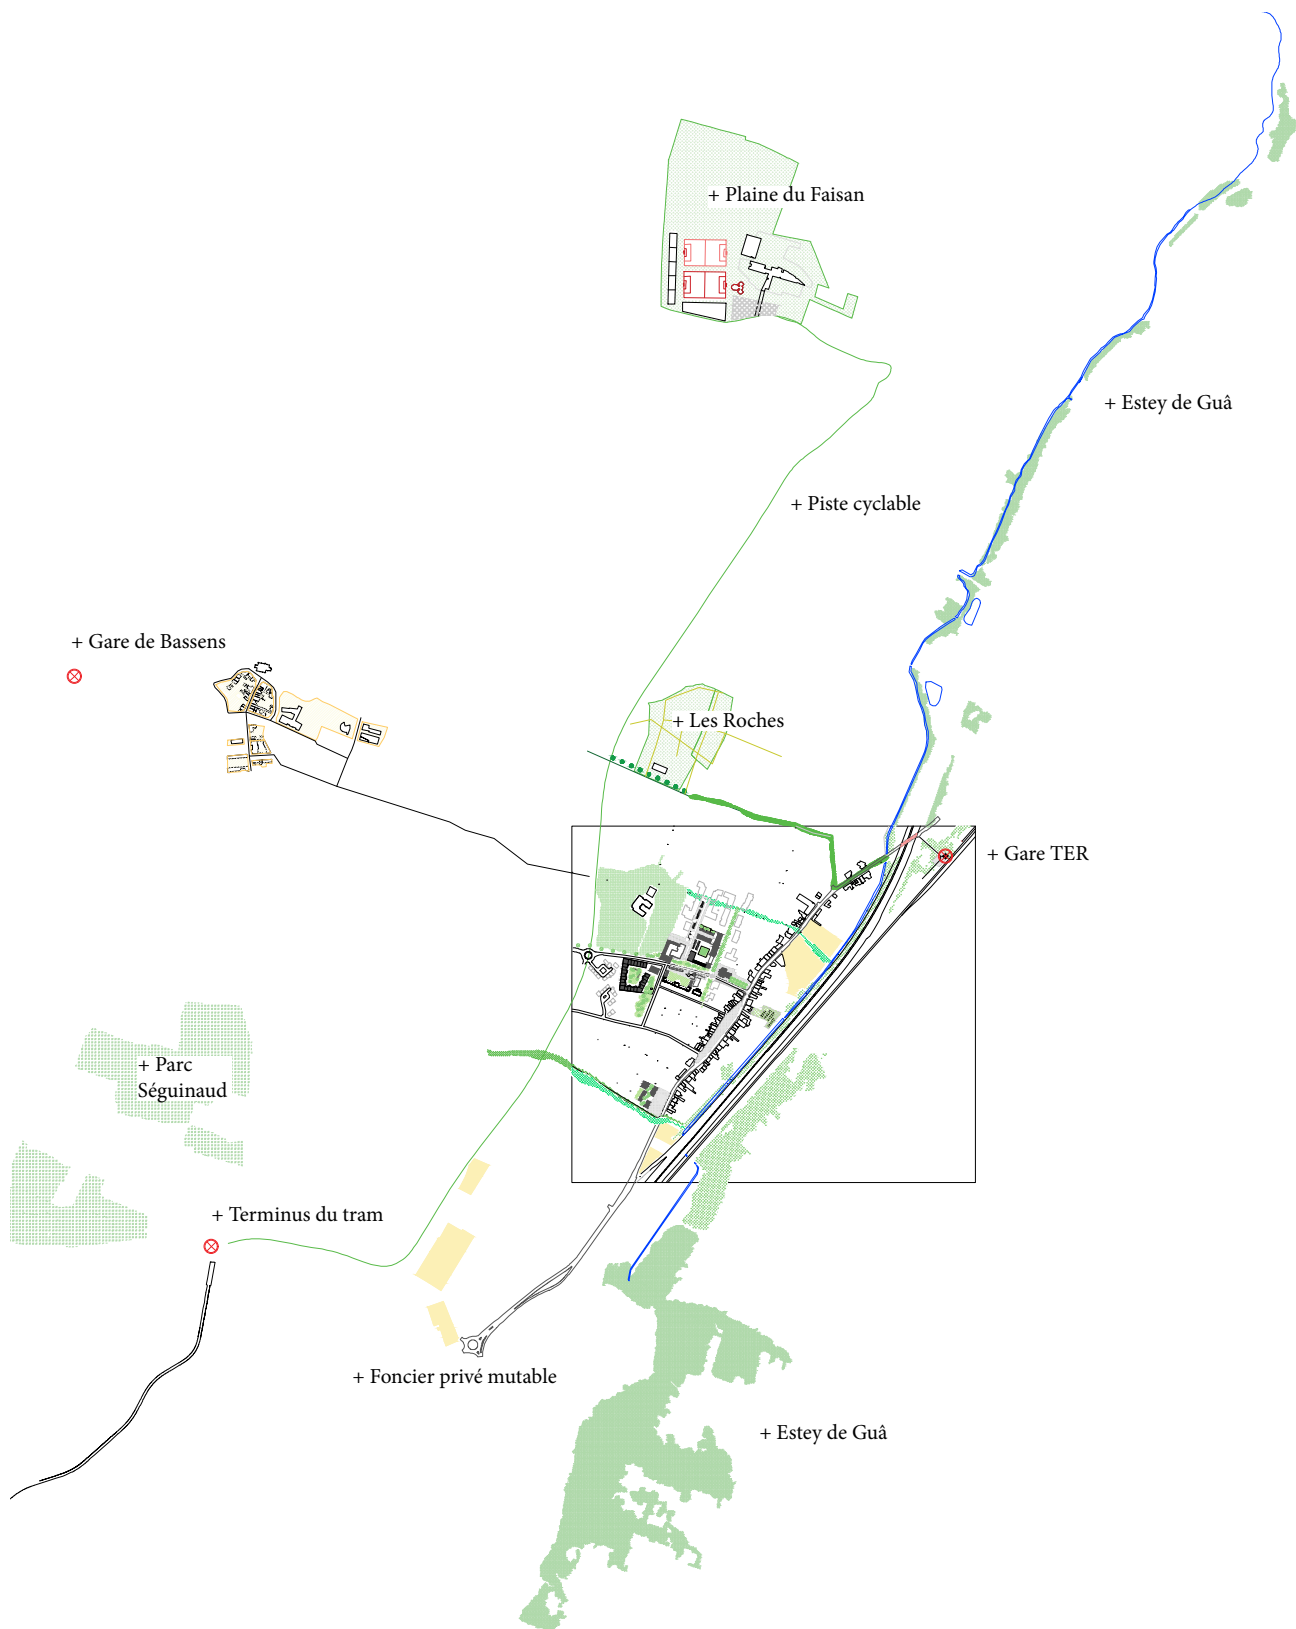 + Plaine du Faisan
+ Estey de Guâ
+ Piste cyclable
+ Gare de Bassens
+ Les Roches
+ Gare TER
+ Parc
Séguinaud
+ Terminus du tram
+ Foncier privé mutable
+ Estey de Guâ